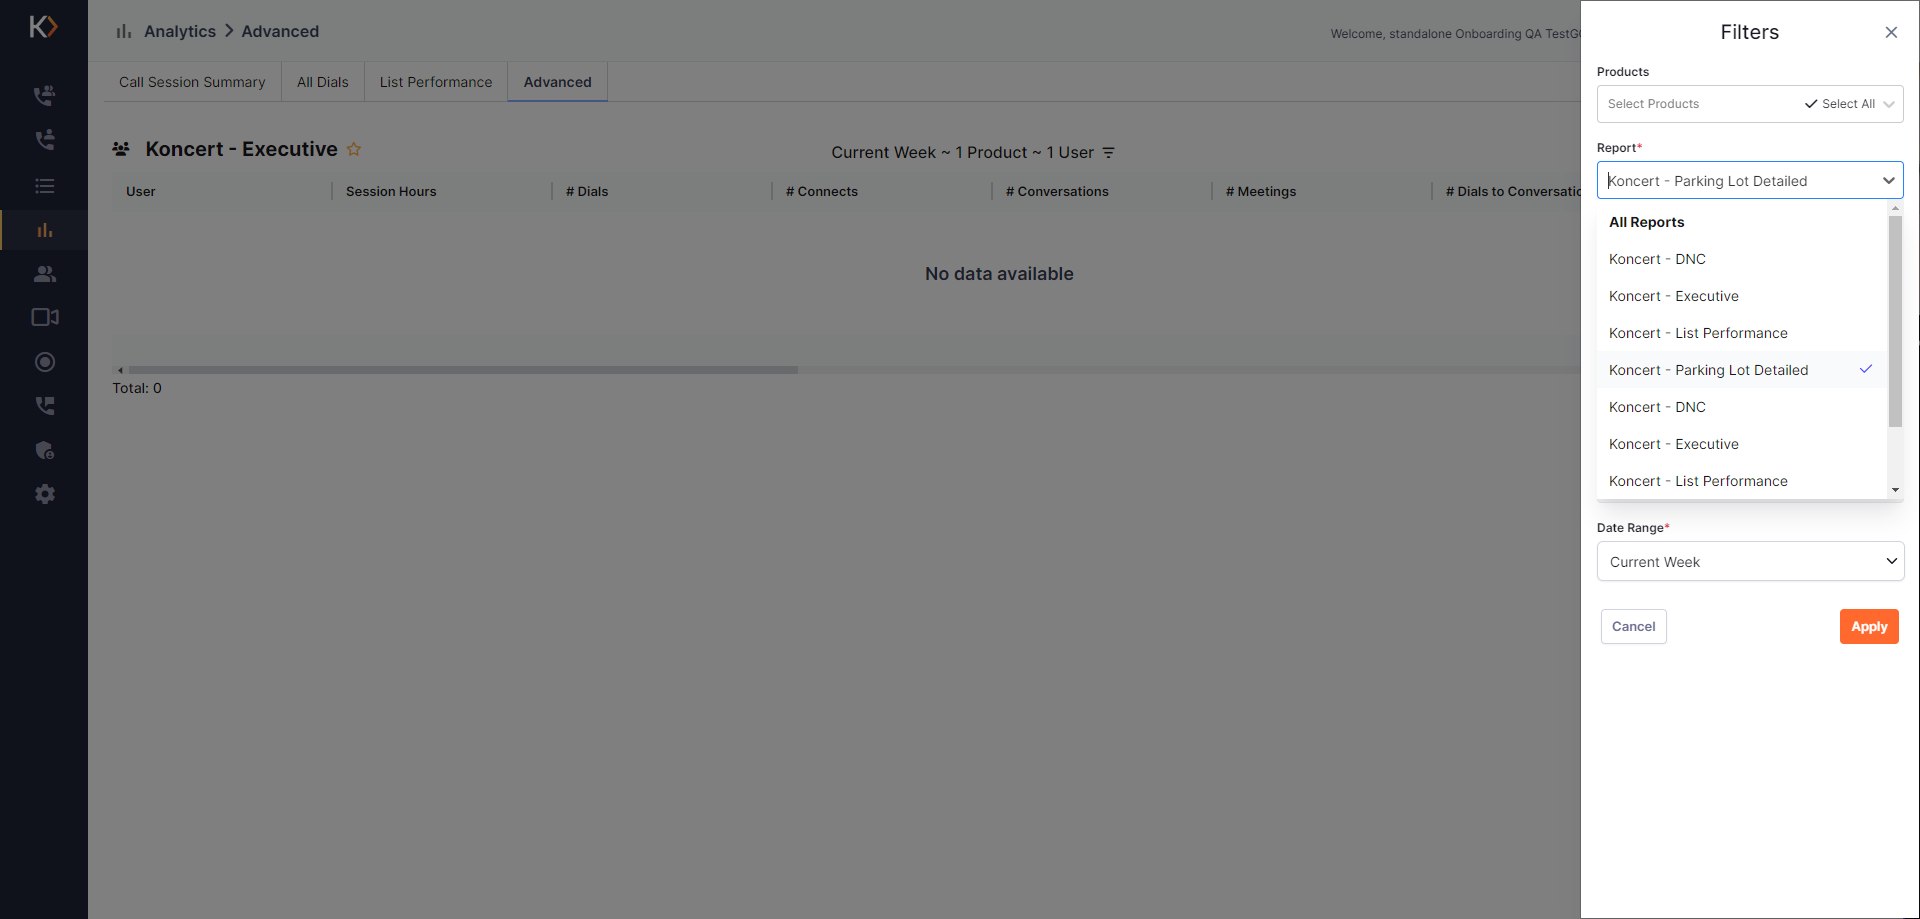 Analytics > Advanced
Welcome, standalone Onboarding QA TestG
Call Session Summary
All Dials
List Performance
Advanced
Koncert - Executive
Current Week ~ 1 Product ~ 1 User
User
Session Hours
# Dials
# Connects
# Conversations
# Meetings
# Dials to Conversatio
No data available
Total: 0
Filters
Products
Select Products
Select All
Report*
Koncert - Parking Lot Detailed
All Reports
Koncert - DNC
Koncert - Executive
Koncert - List Performance
Koncert - Parking Lot Detailed
Koncert - DNC
Koncert - Executive
Koncert - List Performance
Date Range*
Current Week
Cancel
Apply